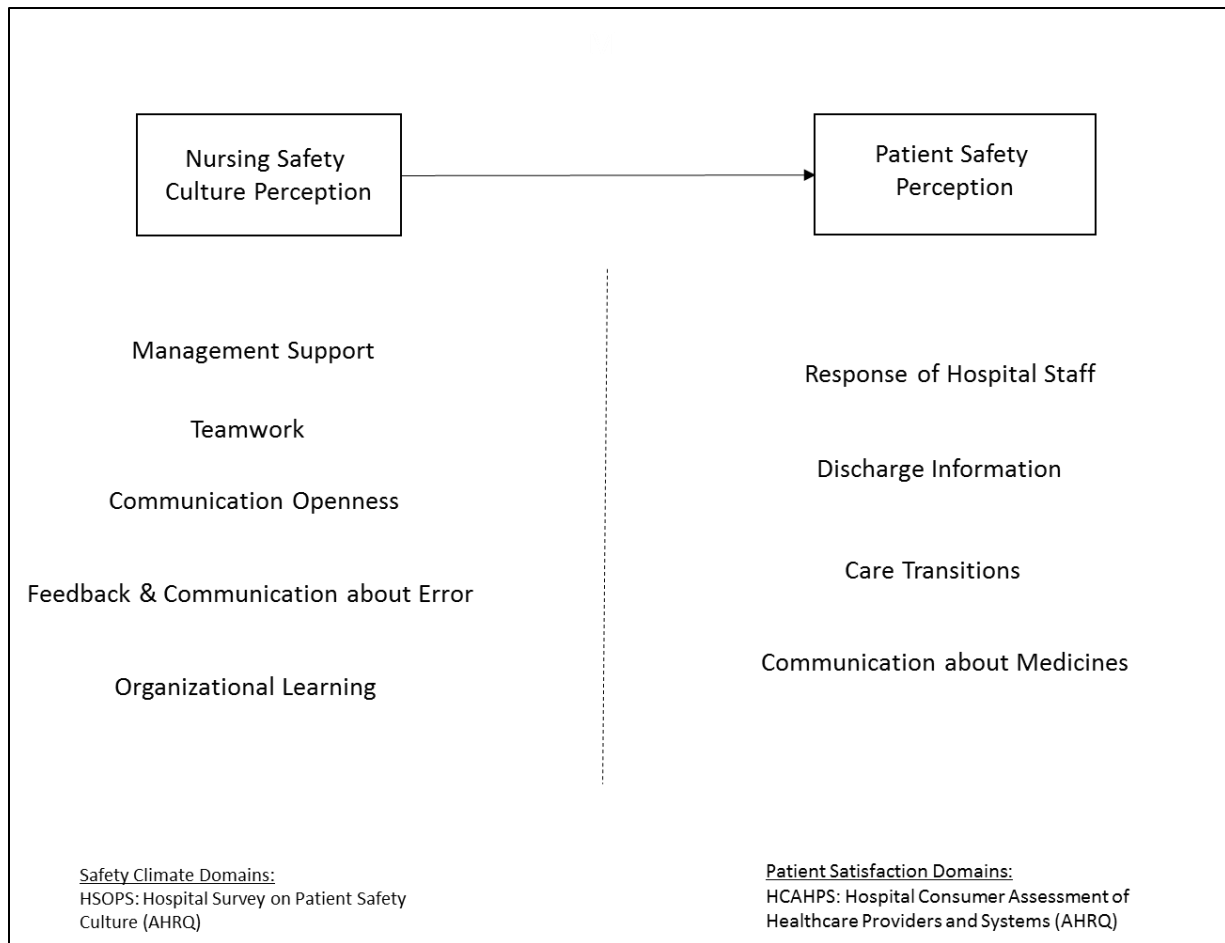 Nursing Safety
Culture Perception
Patient Safety
Perception
Management Support
Teamwork
Communication Openness
Feedback & Communication about Error
Organizational Learning
Response of Hospital Staff
Discharge Information
Care Transitions
Communication about Medicines
Safety Climate Domains:
HSOPS: Hospital Survey on Patient Safety
Culture (AHRQ)
Patient Satisfaction Domains:
HCAHPS: Hospital Consumer Assessment of
Healthcare Providers and Systems (AHRQ)